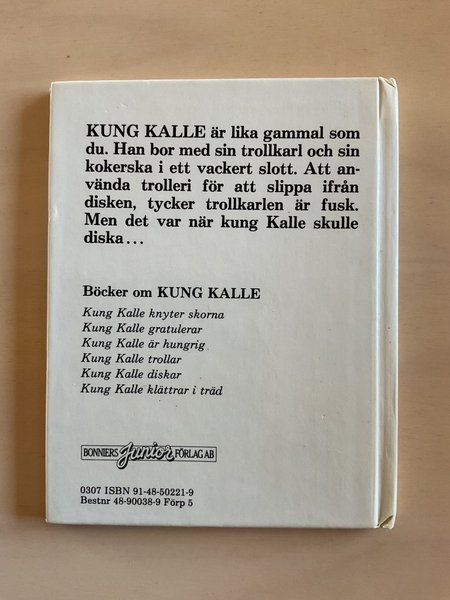 KUNG KALLE är lika gammal som
du. Han bor med sin trollkarl och sin
kokerska i ett vackert slott. Att an-
vända trolleri för att slippa ifrån
disken, tycker trollkarlen är fusk.
Men det var när kung Kalle skulle
diska...
Böcker om KUNG KALLE
Kung Kalle knyter skorna
Kung Kalle gratulerar
Kung Kalle är hungrig
Kung Kalle trollar
Kung Kalle diskar
Kung Kalle klättrar i träd
BONNIERS Junior FÖRLAG AB
0307 ISBN 91-48-50221-9
Bestnr 48-90038-9 Förp 5